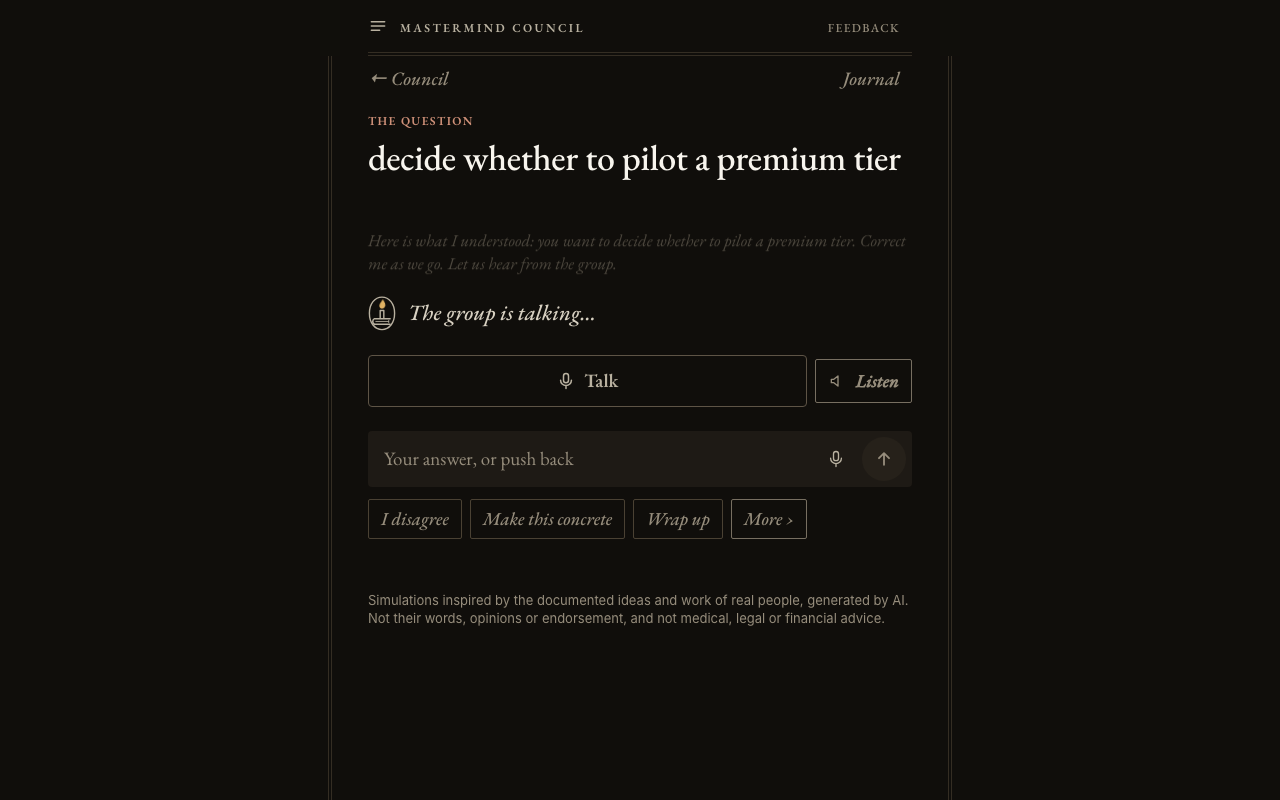 MASTERMIND COUNCIL
FEEDBACK
← Council
Journal
THE QUESTION
decide whether to pilot a premium tier
Here is what I understood: you want to decide whether to pilot a premium tier. Correct
me as we go. Let us hear from the group.
The group is talking...
Talk
Listen
Your answer, or push back
I disagree
Make this concrete
Wrap up
More ›
Simulations inspired by the documented ideas and work of real people, generated by AI.
Not their words, opinions or endorsement, and not medical, legal or financial advice.